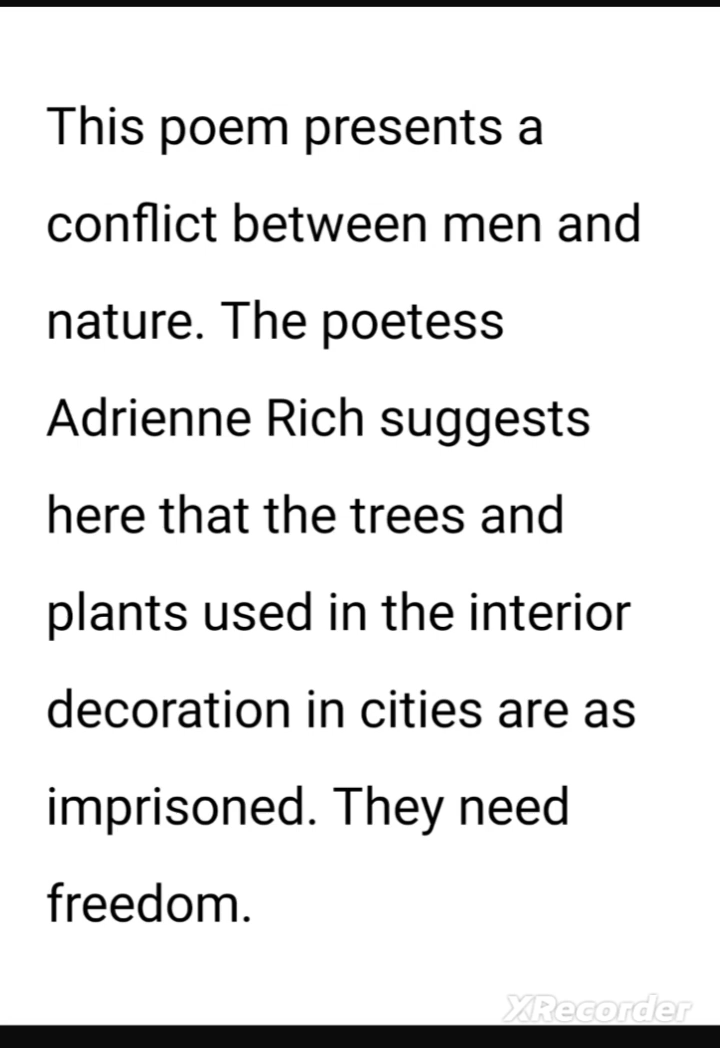 This poem presents a
conflict between men and
nature. The poetess
Adrienne Rich suggests
here that the trees and
plants used in the interior
decoration in cities are as
imprisoned. They need
freedom.
XRecorder